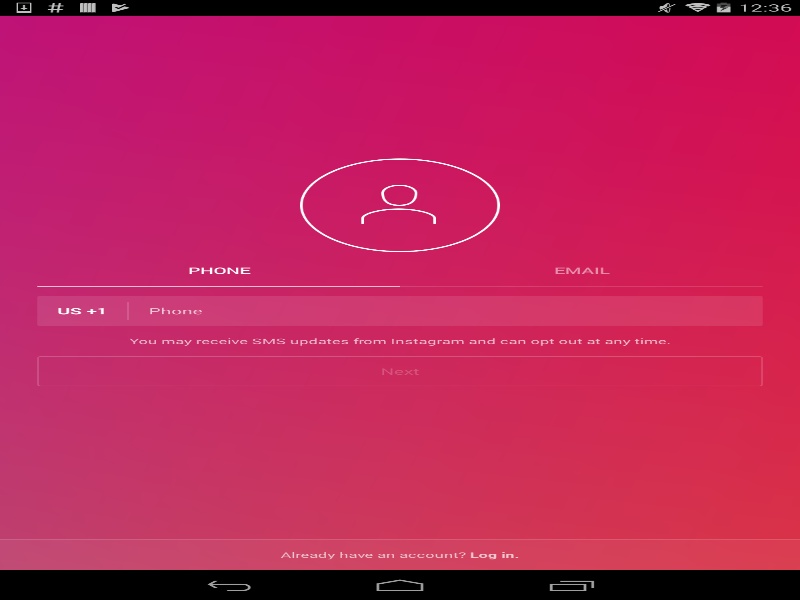 12:36
PHONE EMAIL
US +1 Phone
You may receive SMS updates from Instagram and can opt out at any time.
Next
Already have an account? Log in.